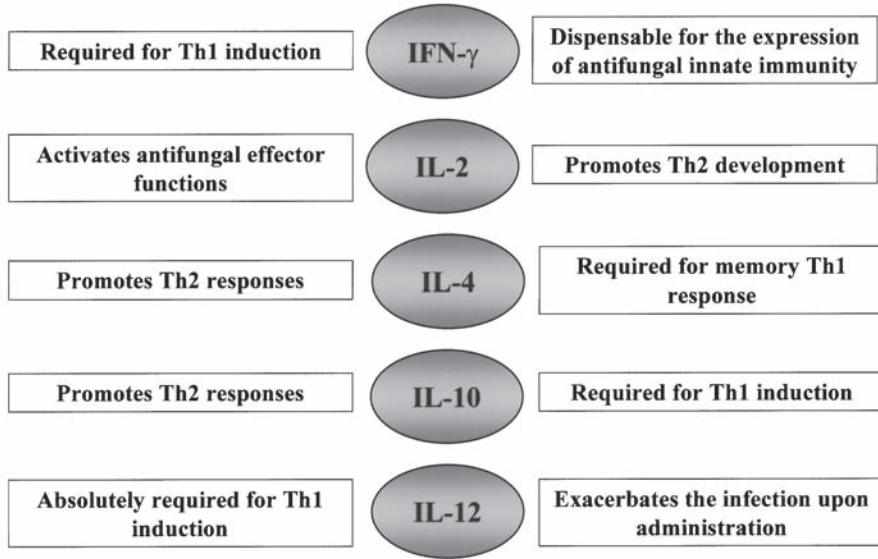 Required for Th1 induction
IFN-γ
Dispensable for the expression
of antifungal innate immunity
Activates antifungal effector
functions
IL-2
Promotes Th2 development
Promotes Th2 responses
IL-4
Required for memory Th1
response
Promotes Th2 responses
IL-10
Required for Th1 induction
Absolutely required for Th1
induction
IL-12
Exacerbates the infection upon
administration